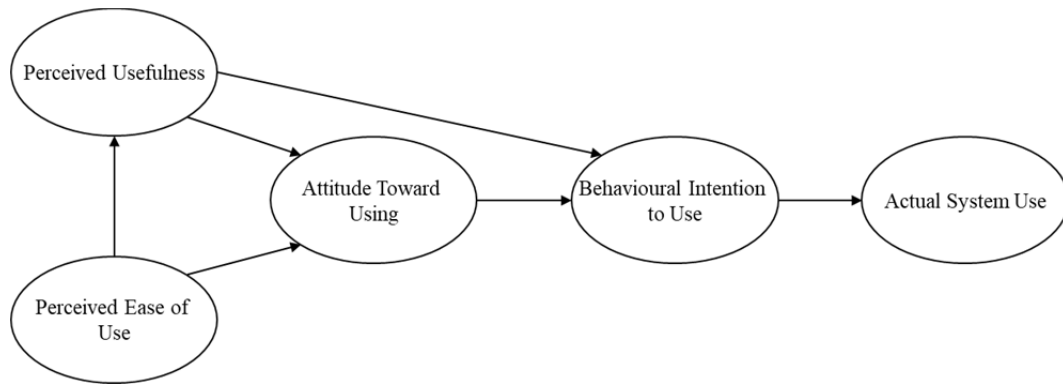 Perceived Usefulness
Attitude Toward
Using
Behavioural Intention
to Use
Actual System Use
Perceived Ease of
Use